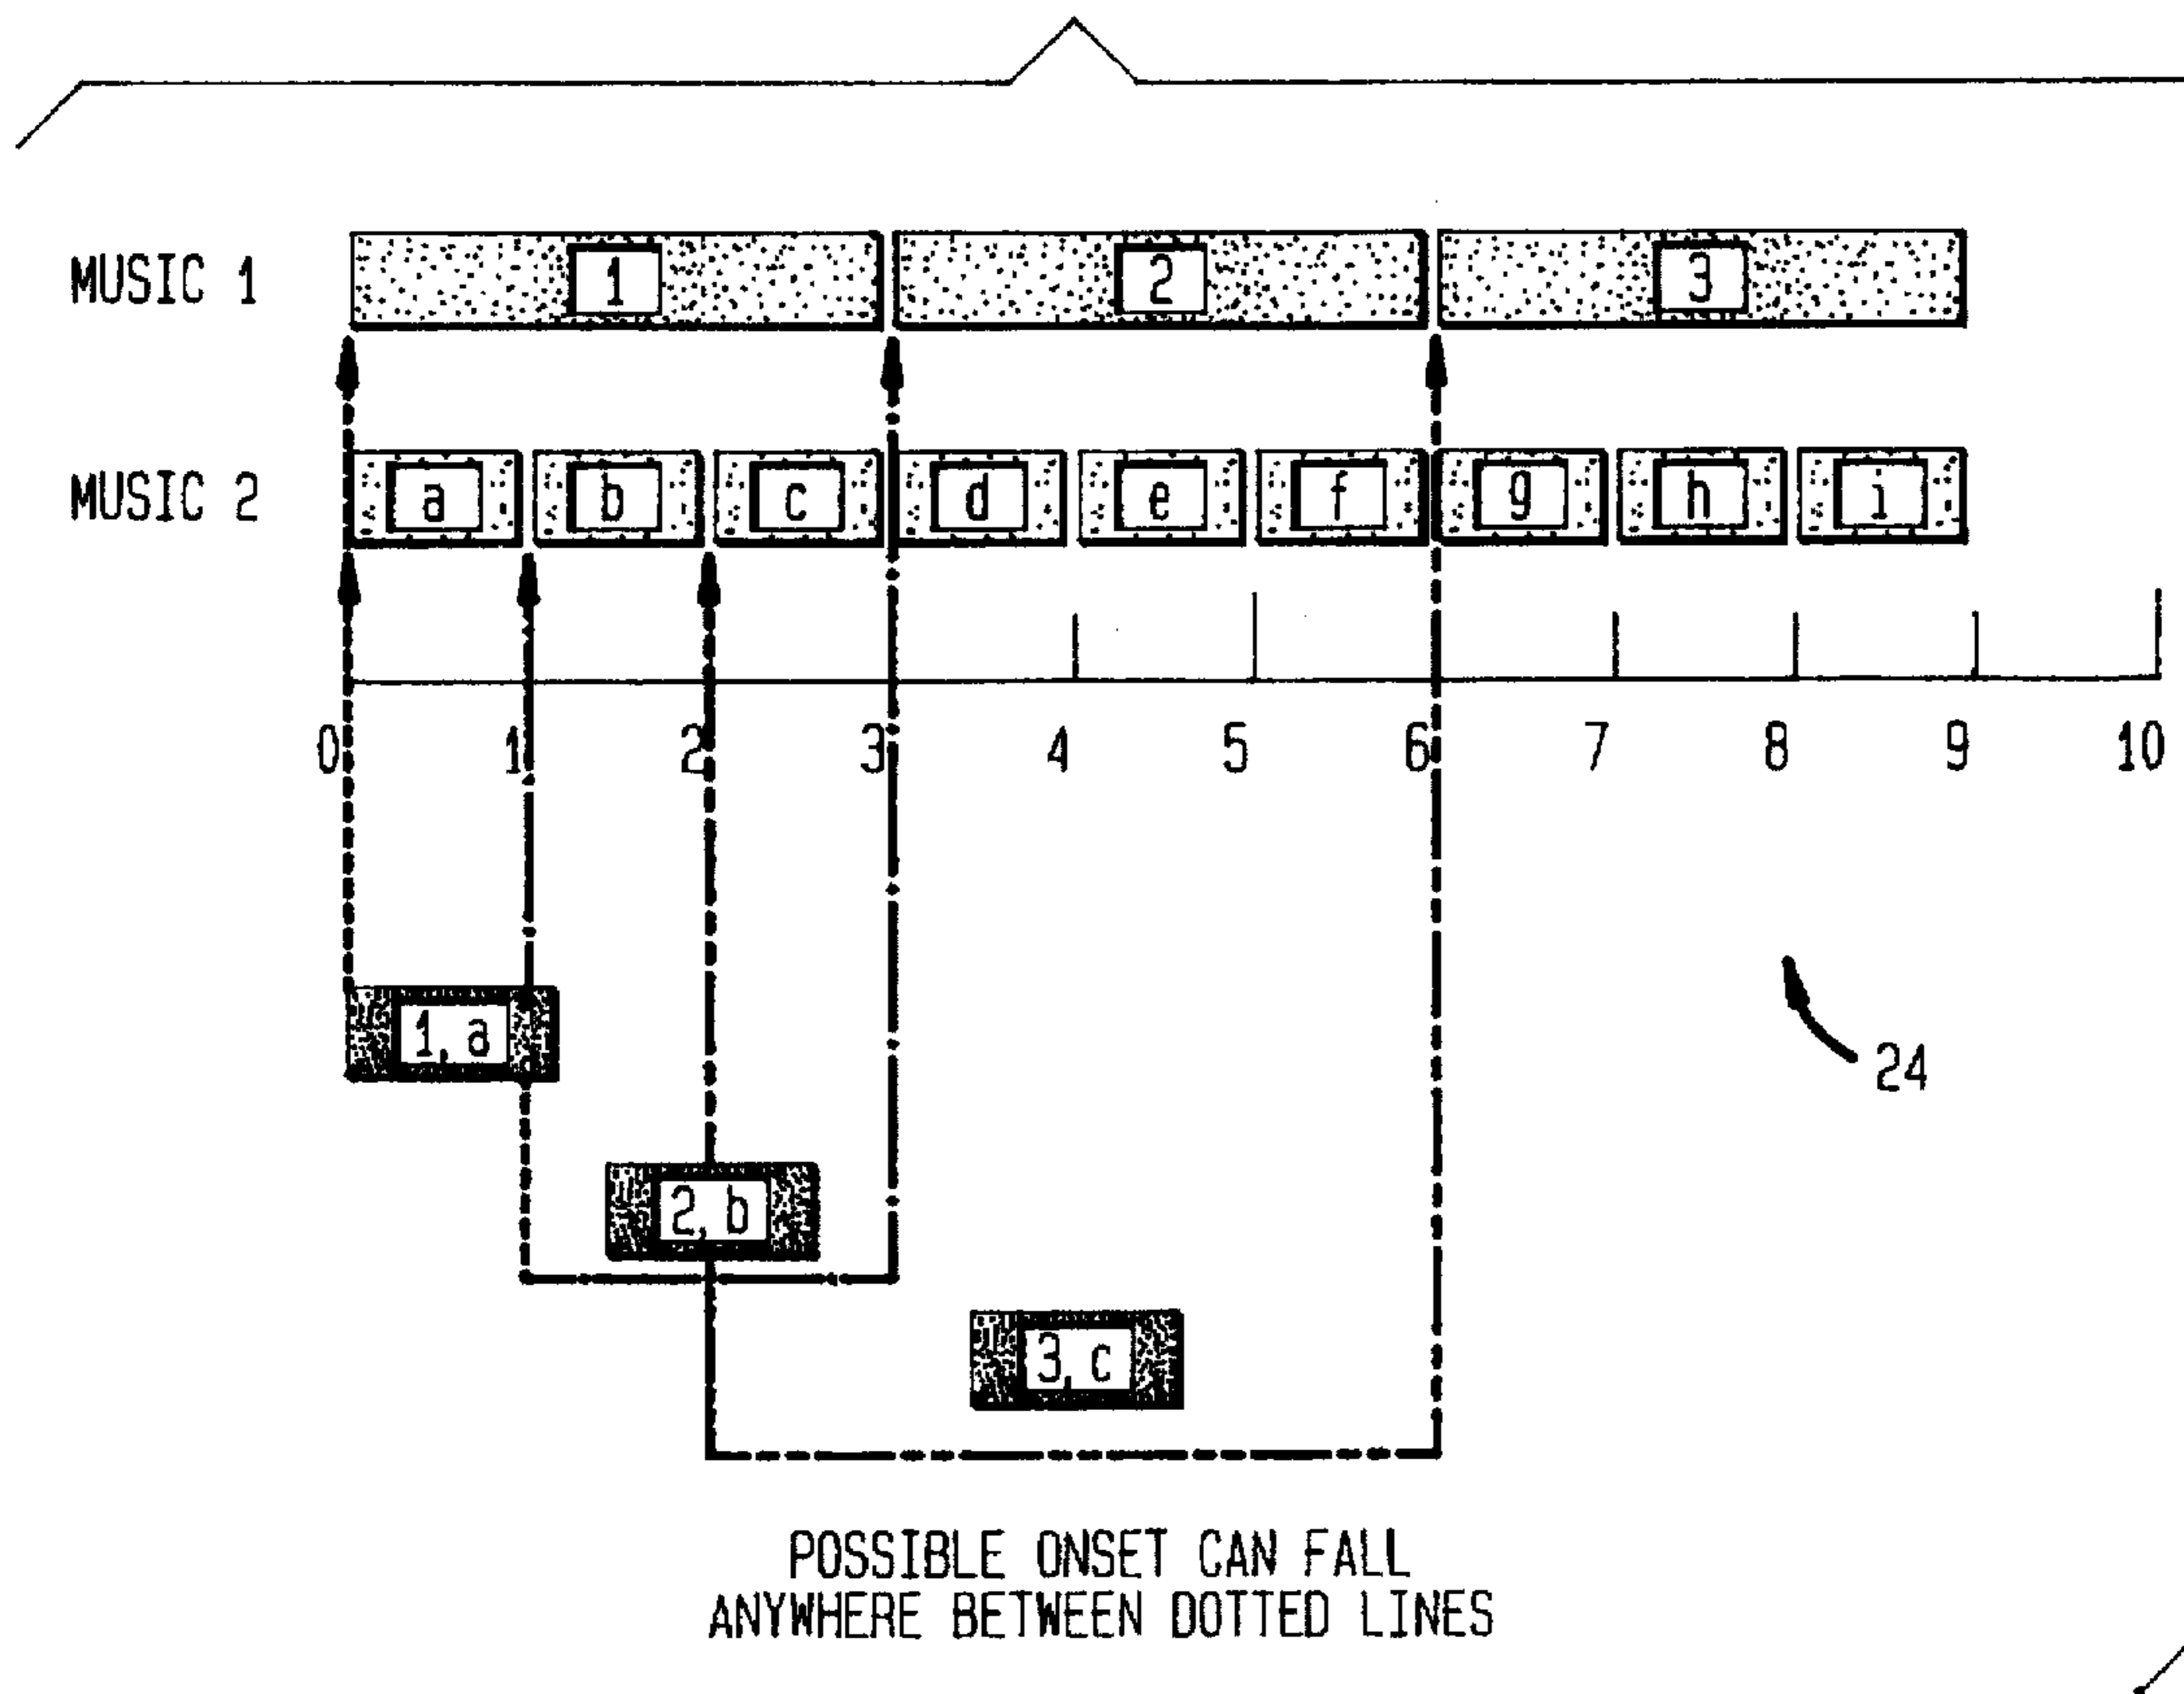 MUSIC 1 1 2 3
MUSIC 2 a b c d e f g h i
0 1 2 3 4 5 6 7 8 9 10
1, a
24
2, b
3, c
POSSIBLE ONSET CAN FALL
ANYWHERE BETWEEN DOTTED LINES